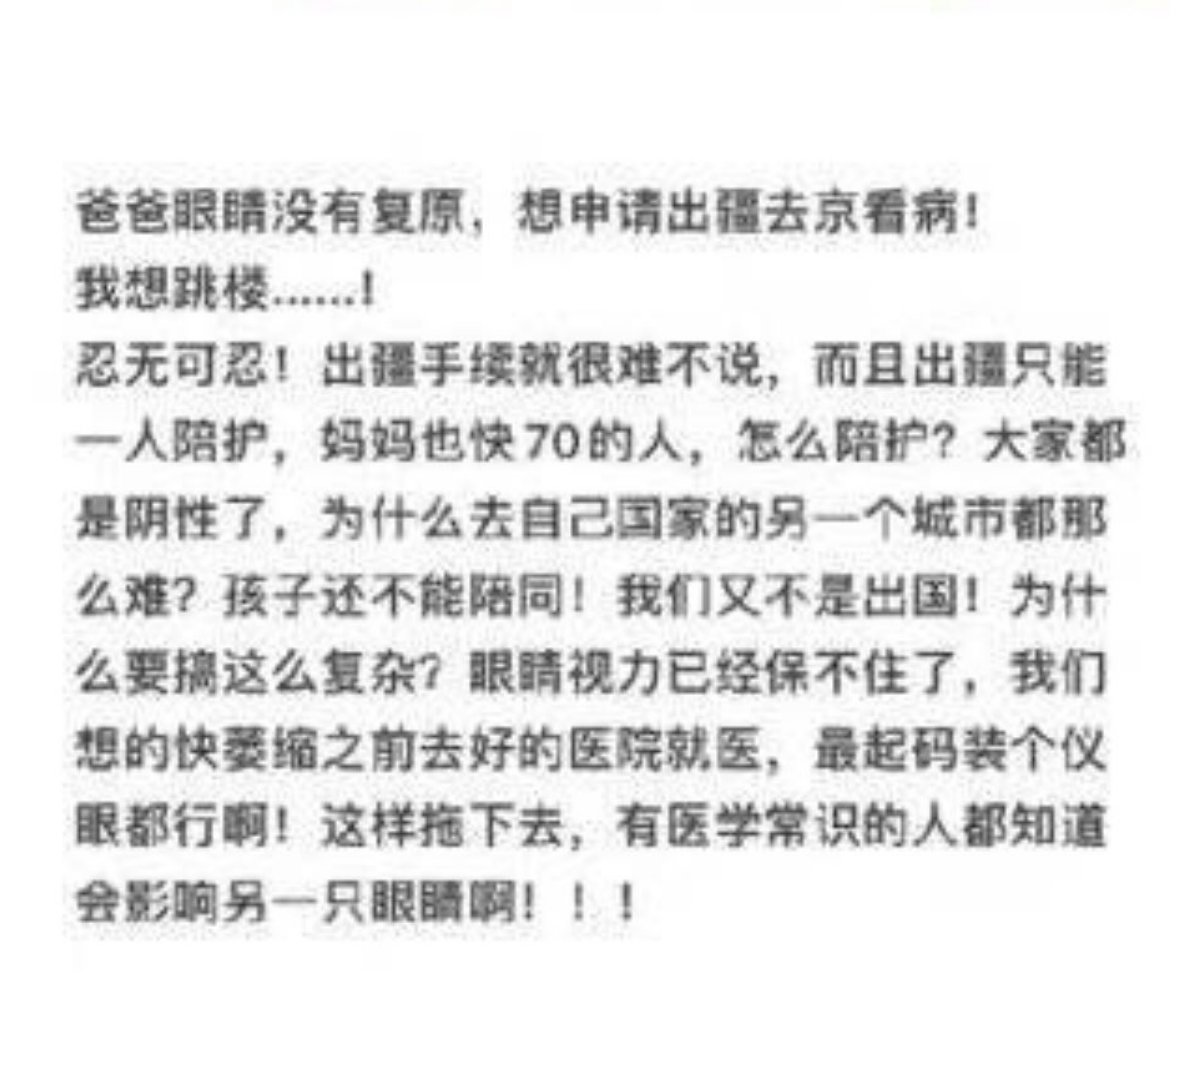 爸爸眼睛没有复原，想申请出疆去京看病！
我想跳楼……！
忍无可忍！出疆手续就很难不说，而且出疆只能
一人陪护，妈妈也快70的人，怎么陪护？大家都
是阴性了，为什么去自己国家的另一个城市都那
么难？孩子还不能陪同！我们又不是出国！为什
么要搞这么复杂？眼睛视力已经保不住了，我们
想的快萎缩之前去好的医院就医，最起码装个仪
眼都行啊！这样拖下去，有医学常识的人都知道
会影响另一只眼睛啊！！！